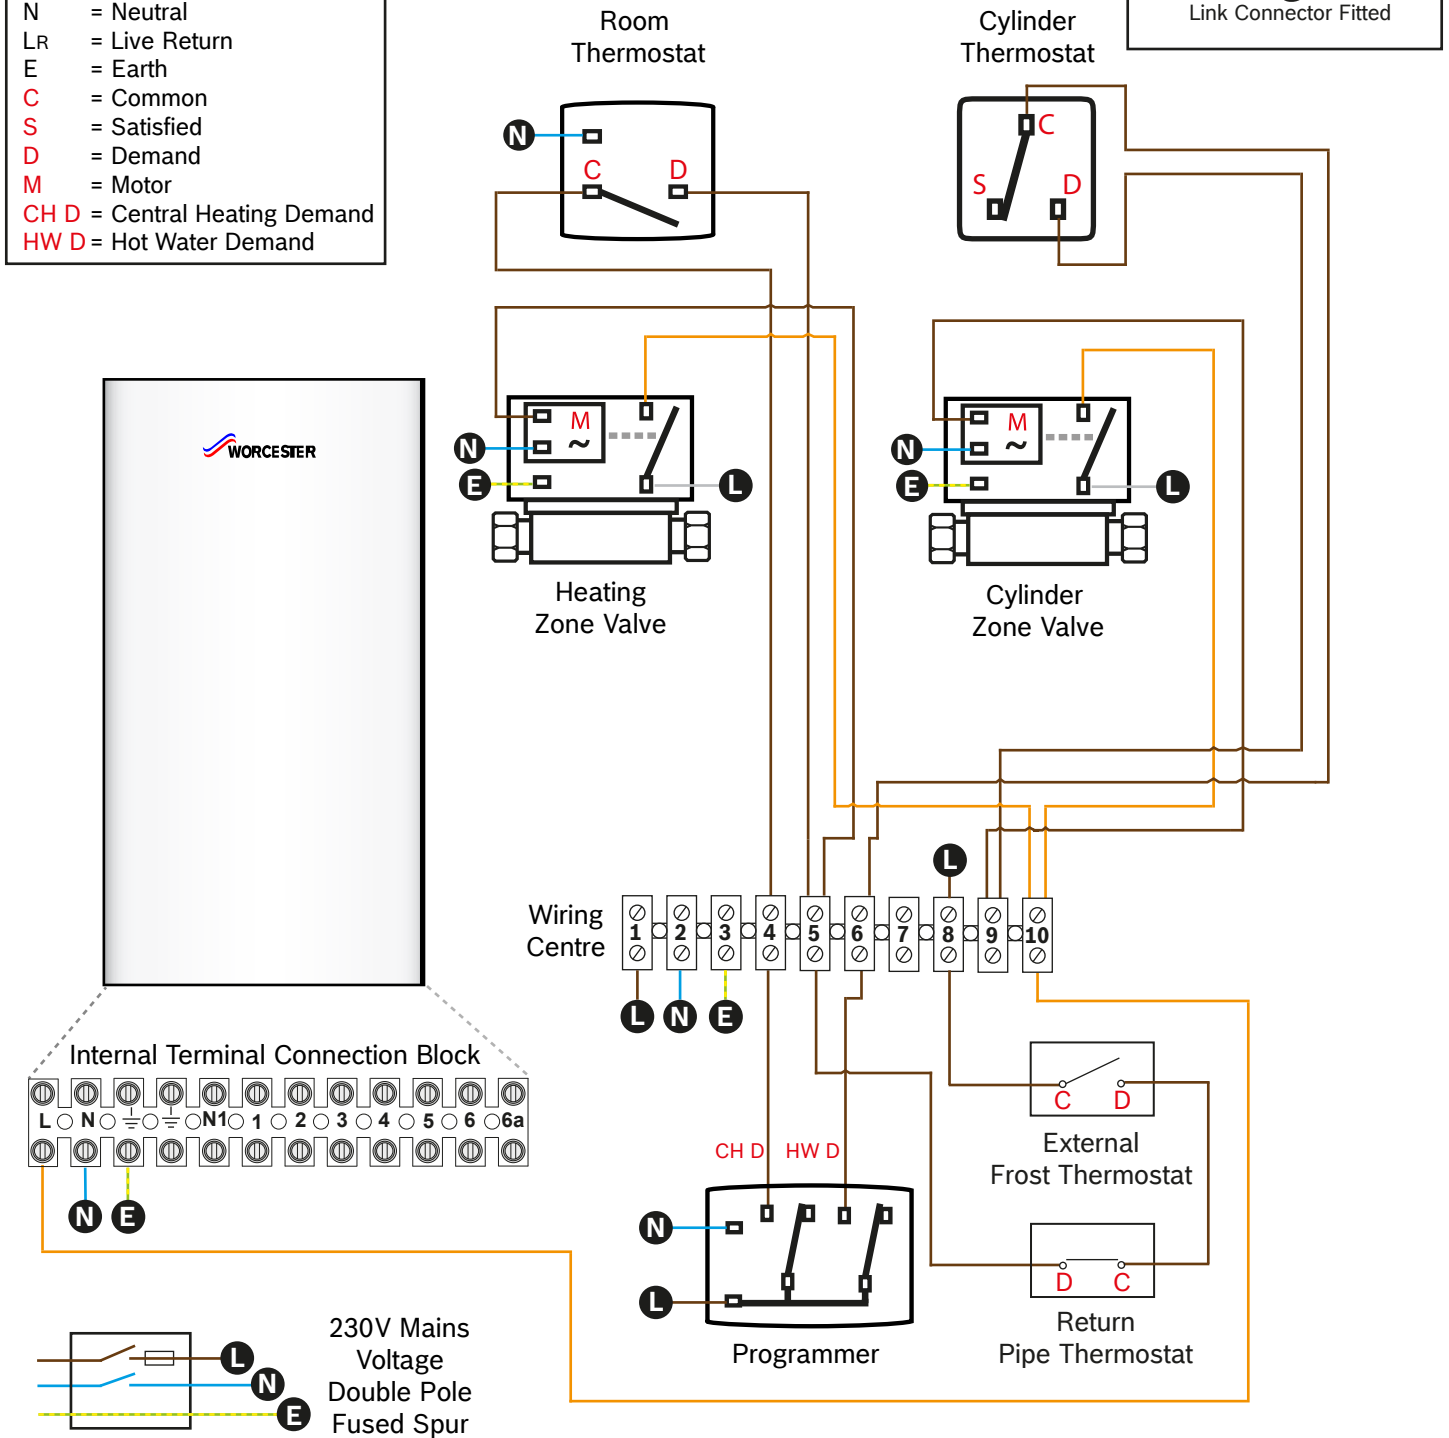 N = Neutral
LR = Live Return
E = Earth
C = Common
S = Satisfied
D = Demand
M = Motor
CH D = Central Heating Demand
HW D = Hot Water Demand
Room
Thermostat
Cylinder
Thermostat
Link Connector Fitted
N
C
D
C
S
D
WORCESTER
M
~
N
E
L
Heating
Zone Valve
M
~
N
E
L
Cylinder
Zone Valve
L
Wiring
Centre
1 2 3 4 5 6 7 8 9 10
L N E
Internal Terminal Connection Block
L N N1 1 2 3 4 5 6 6a
N E
C D
External
Frost Thermostat
CH D HW D
N
L
Programmer
D C
Return
Pipe Thermostat
L
N
E
230V Mains
Voltage
Double Pole
Fused Spur